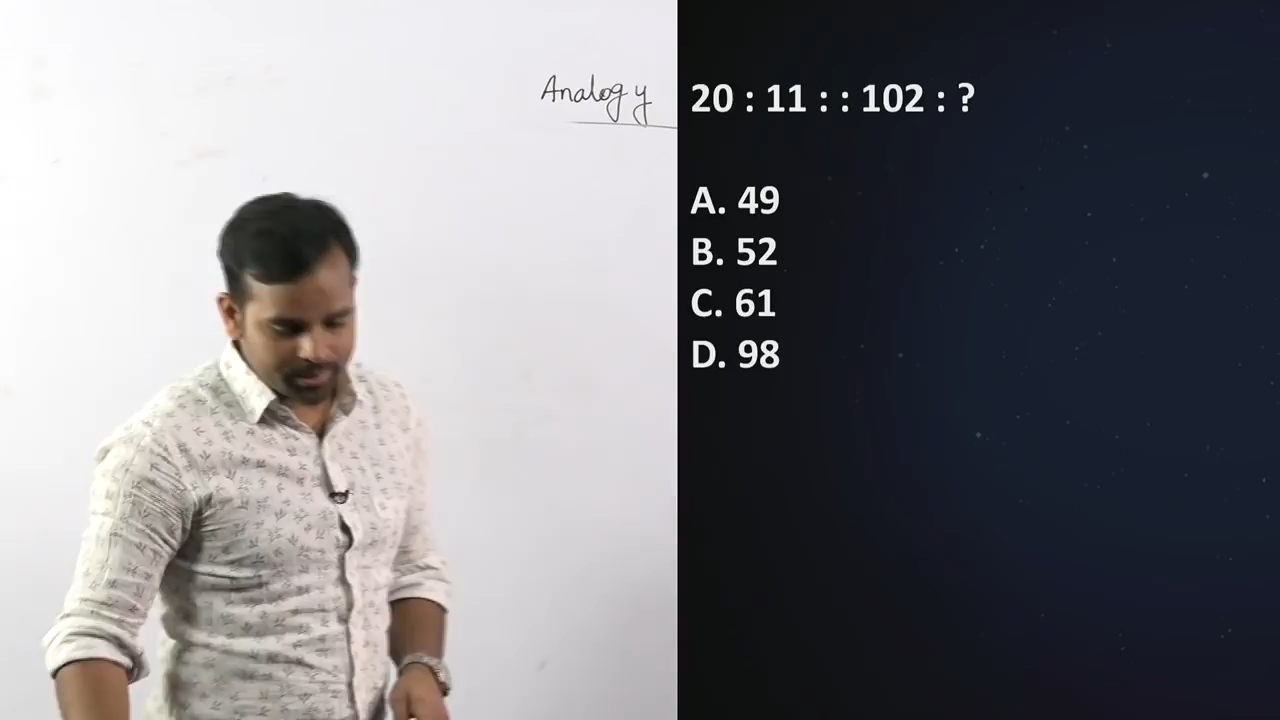 Analogy
20 : 11 : : 102 : ?
A. 49
B. 52
C. 61
D. 98